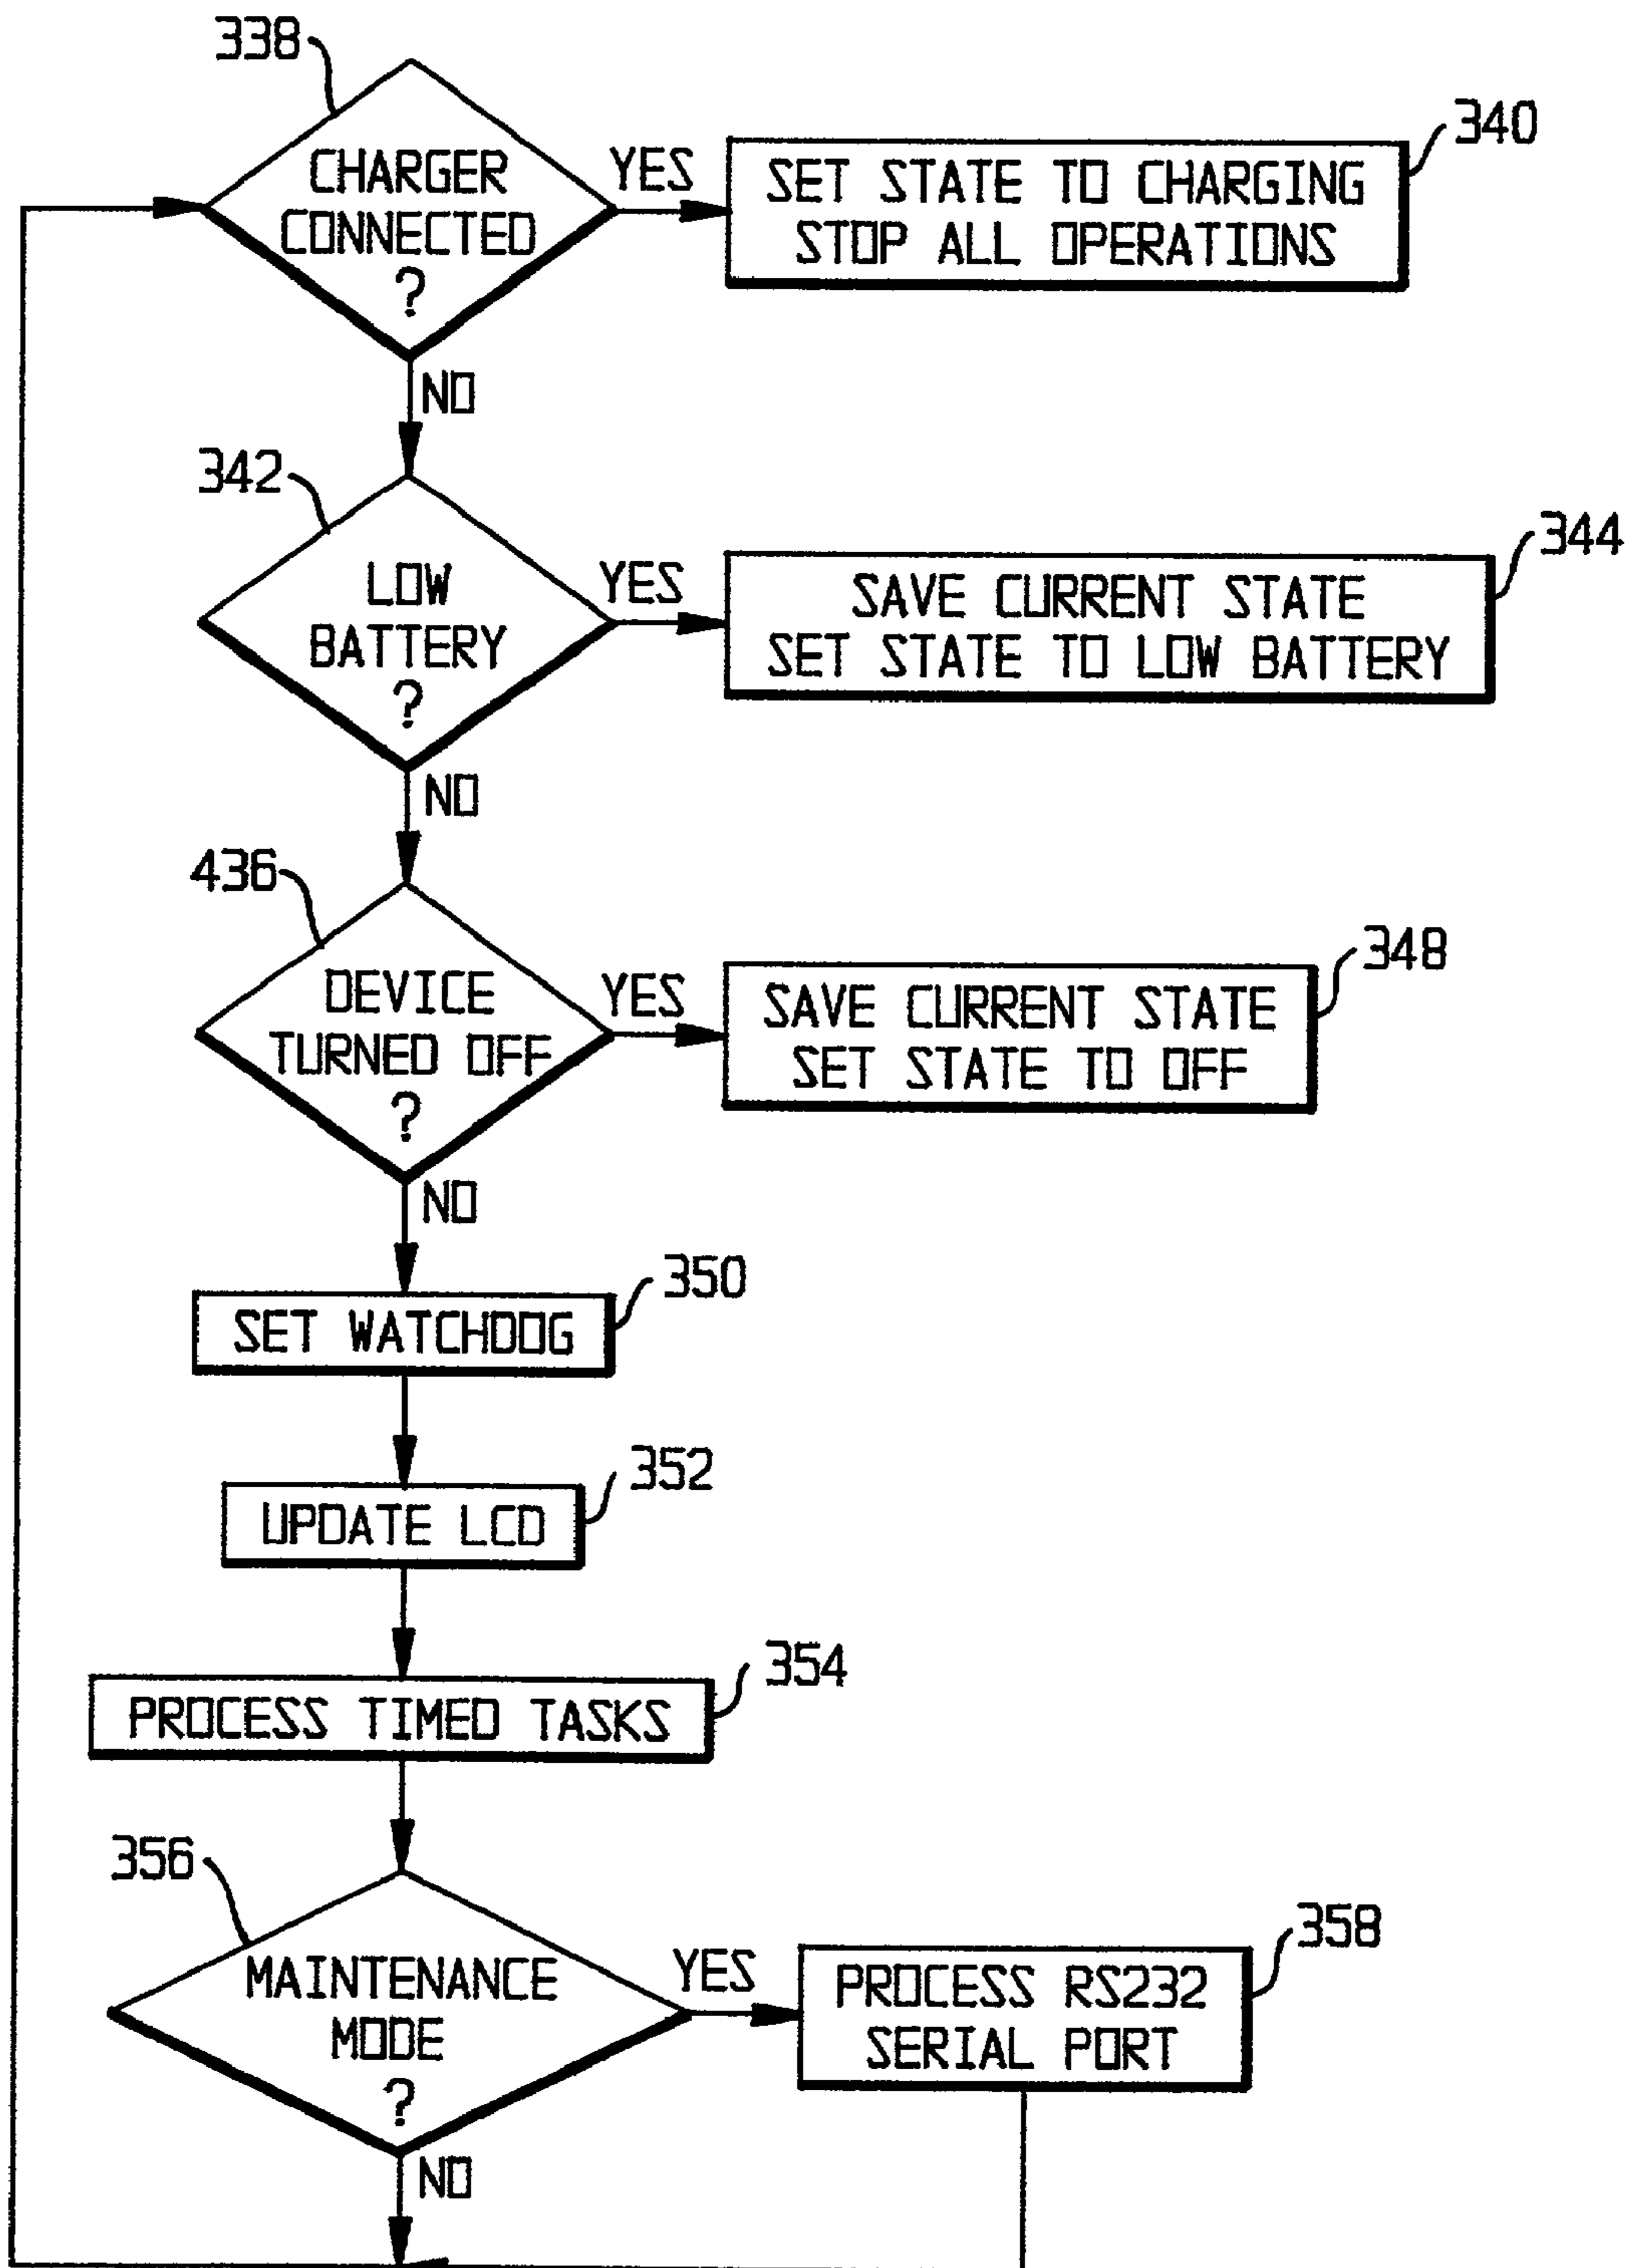 338
CHARGER
CONNECTED
?
YES
340
SET STATE TO CHARGING
STOP ALL OPERATIONS
NO
342
LOW
BATTERY
?
YES
344
SAVE CURRENT STATE
SET STATE TO LOW BATTERY
NO
436
DEVICE
TURNED OFF
?
YES
348
SAVE CURRENT STATE
SET STATE TO OFF
NO
350
SET WATCHDOG
352
UPDATE LCD
354
PROCESS TIMED TASKS
356
MAINTENANCE
MODE
?
YES
358
PROCESS RS232
SERIAL PORT
NO